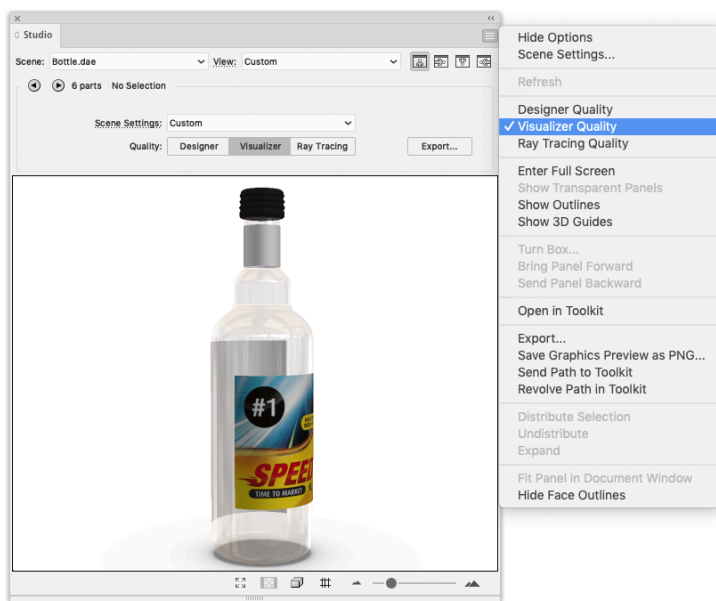 Studio
Scene: Bottle.dae View: Custom
6 parts No Selection
Scene Settings: Custom
Quality: Designer Visualizer Ray Tracing Export...
#1
SPEED
TIME TO MARKET
Hide Options
Scene Settings...
Refresh
Designer Quality
✓ Visualizer Quality
Ray Tracing Quality
Enter Full Screen
Show Transparent Panels
Show Outlines
Show 3D Guides
Turn Box...
Bring Panel Forward
Send Panel Backward
Open in Toolkit
Export...
Save Graphics Preview as PNG...
Send Path to Toolkit
Revolve Path in Toolkit
Distribute Selection
Undistribute
Expand
Fit Panel in Document Window
Hide Face Outlines